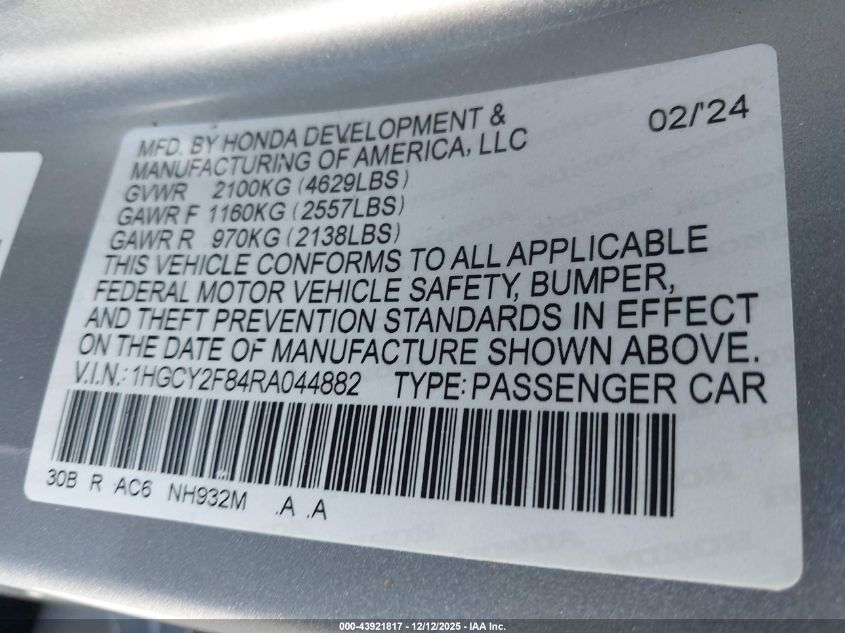 MFD. BY HONDA DEVELOPMENT & 02/'24
MANUFACTURING OF AMERICA, LLC
GVWR 2100KG (4629LBS)
GAWR F 1160KG (2557LBS)
GAWR R 970KG (2138LBS)
THIS VEHICLE CONFORMS TO ALL APPLICABLE
FEDERAL MOTOR VEHICLE SAFETY, BUMPER,
AND THEFT PREVENTION STANDARDS IN EFFECT
ON THE DATE OF MANUFACTURE SHOWN ABOVE.
V.I.N.: 1HGCY2F84RA044882 TYPE: PASSENGER CAR
30B R AC6 NH932M .A .A
000-43921817 - 12/12/2025 - IAA Inc.